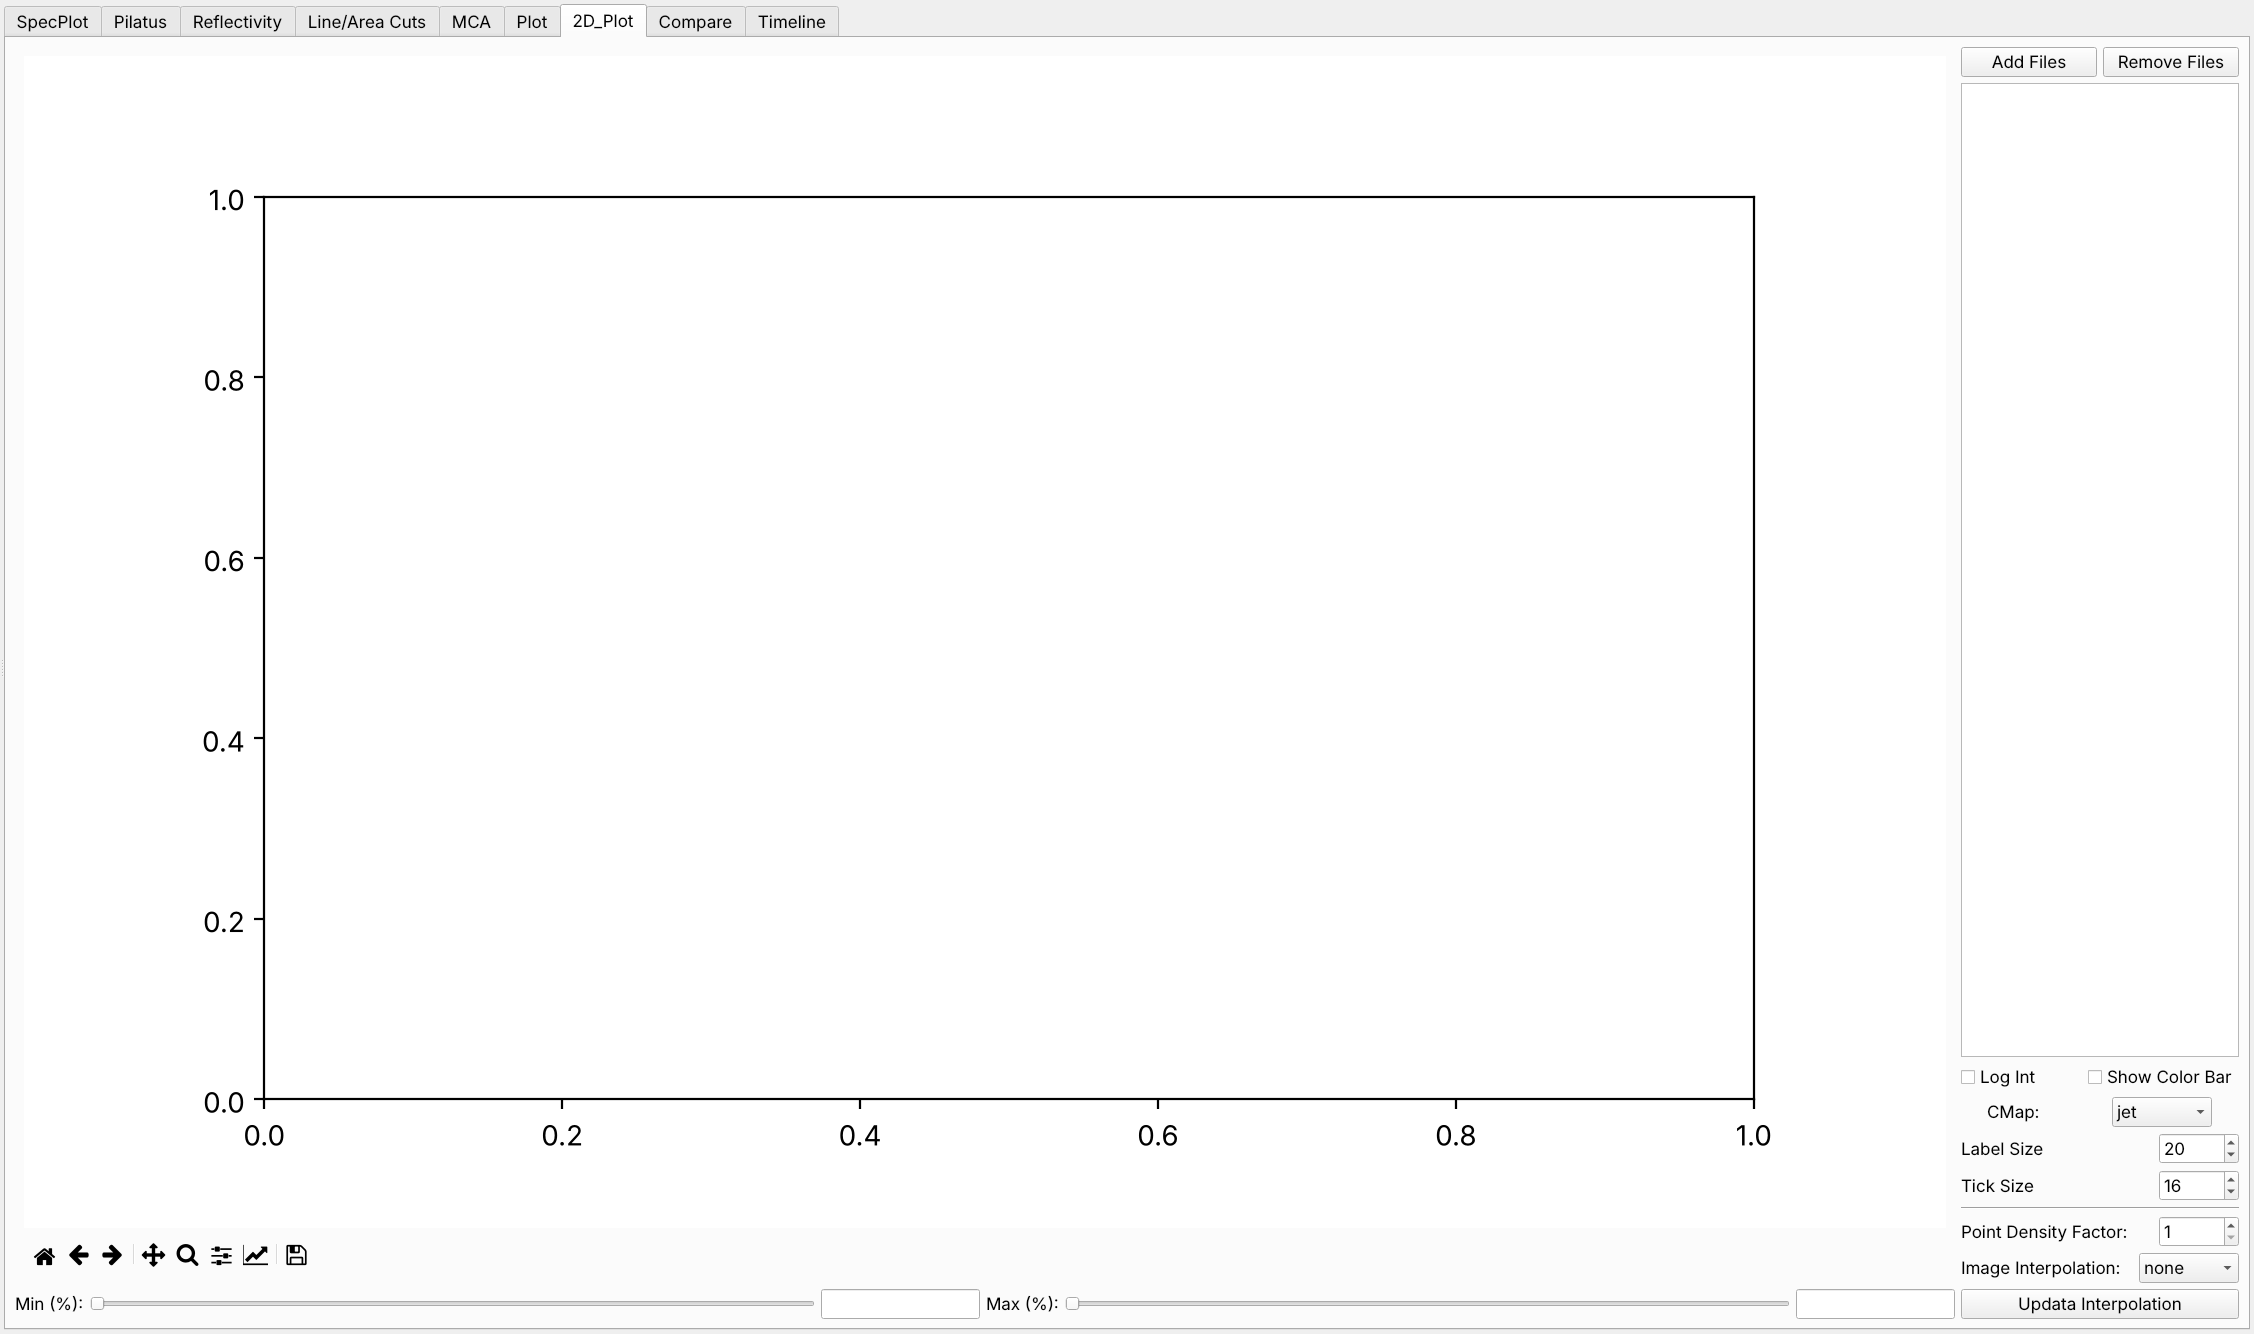 SpecPlot Pilatus Reflectivity Line/Area Cuts MCA Plot 2D_Plot Compare Timeline
Add Files Remove Files
1.0
0.8
0.6
0.4
0.2
0.0
0.0 0.2 0.4 0.6 0.8 1.0
Log Int Show Color Bar
CMap: jet
Label Size 20
Tick Size 16
Point Density Factor: 1
Image Interpolation: none
Min (%): Max (%): Updata Interpolation